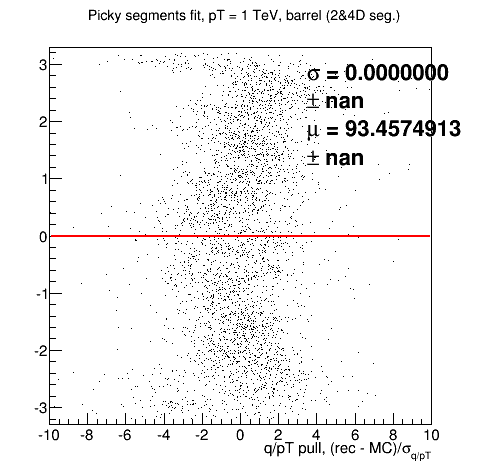 Picky segments fit, pT = 1 TeV, barrel (2&4D seg.)
σ = 0.0000000
± nan
μ = 93.4574913
± nan
3
2
1
0
-1
-2
-3
-10 -8 -6 -4 -2 0 2 4 6 8 10
q/pT pull, (rec - MC)/σq/pT